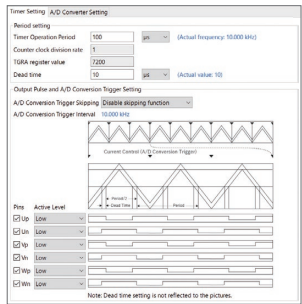 Timer Setting A/D Converter Setting
Period setting
Timer Operation Period 100 μs (Actual frequency: 10.000 kHz)
Counter clock division rate 1
TGRA register value 7200
Dead time 10 μs (Actual value: 10)
Output Pulse and A/D Conversion Trigger Setting
A/D Conversion Trigger Skipping Disable skipping function
A/D Conversion Trigger Interval 10.000 kHz
Current Control (A/D Conversion Trigger)
Period/2
Dead Time Period
Pins Active Level
Up Low
Un Low
Vp Low
Vn Low
Wp Low
Wn Low
Note: Dead time setting is not reflected to the pictures.